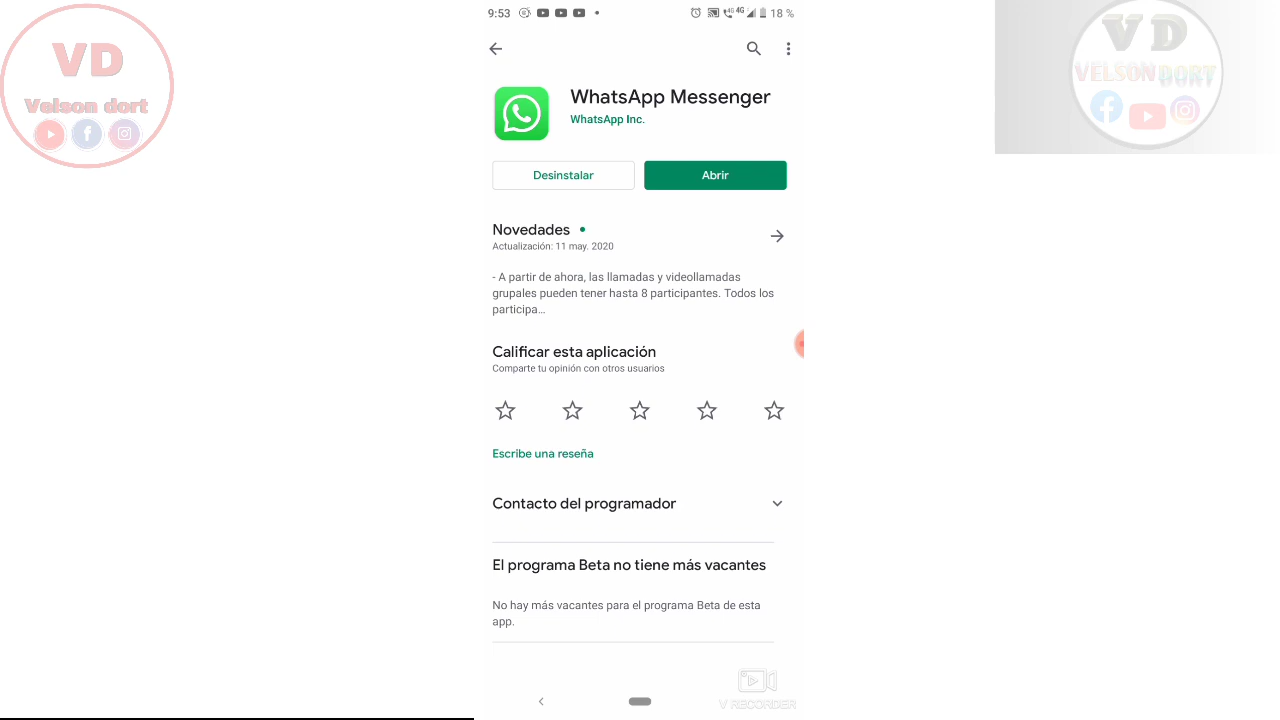 VD
Velson dort
VD
VELSON DORT
9:53
4G
4G
18 %
WhatsApp Messenger
WhatsApp Inc.
Desinstalar
Abrir
Novedades
Actualización: 11 may. 2020
- A partir de ahora, las llamadas y videollamadas
grupales pueden tener hasta 8 participantes. Todos los
participa...
Calificar esta aplicación
Comparte tu opinión con otros usuarios
Escribe una reseña
Contacto del programador
El programa Beta no tiene más vacantes
No hay más vacantes para el programa Beta de esta
app.
V RECORDER